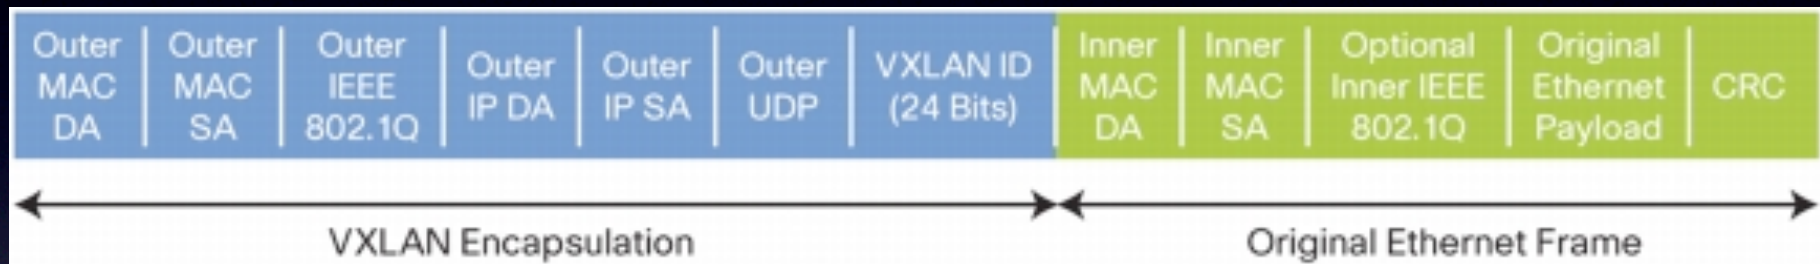 Outer
MAC
DA
Outer
MAC
SA
Outer
IEEE
802.1Q
Outer
IP DA
Outer
IP SA
Outer
UDP
VXLAN ID
(24 Bits)
Inner
MAC
DA
Inner
MAC
SA
Optional
Inner IEEE
802.1Q
Original
Ethernet
Payload
CRC
VXLAN Encapsulation
Original Ethernet Frame